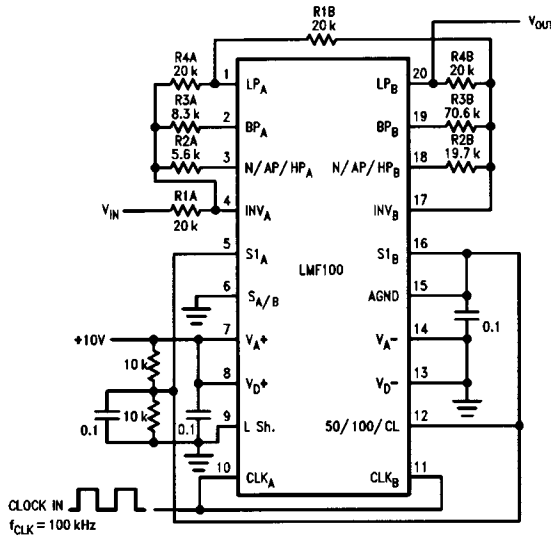 R1B
20 k
V_OUT
R4A
20 k
1
LP_A
LP_B
20
R4B
20 k
R3A
8.3 k
2
BP_A
BP_B
19
R3B
70.6 k
R2A
5.6 k
3
N/AP/HP_A
N/AP/HP_B
18
R2B
19.7 k
V_IN
R1A
20 k
4
INV_A
INV_B
17
5
S1_A
S1_B
16
LMF100
6
S_A/B
AGND
15
0.1
+10V
7
V_A+
V_A-
14
10 k
8
V_D+
V_D-
13
0.1
10 k
0.1
9
L Sh.
50/100/CL
12
10
CLK_A
CLK_B
11
CLOCK IN
f_CLK = 100 kHz